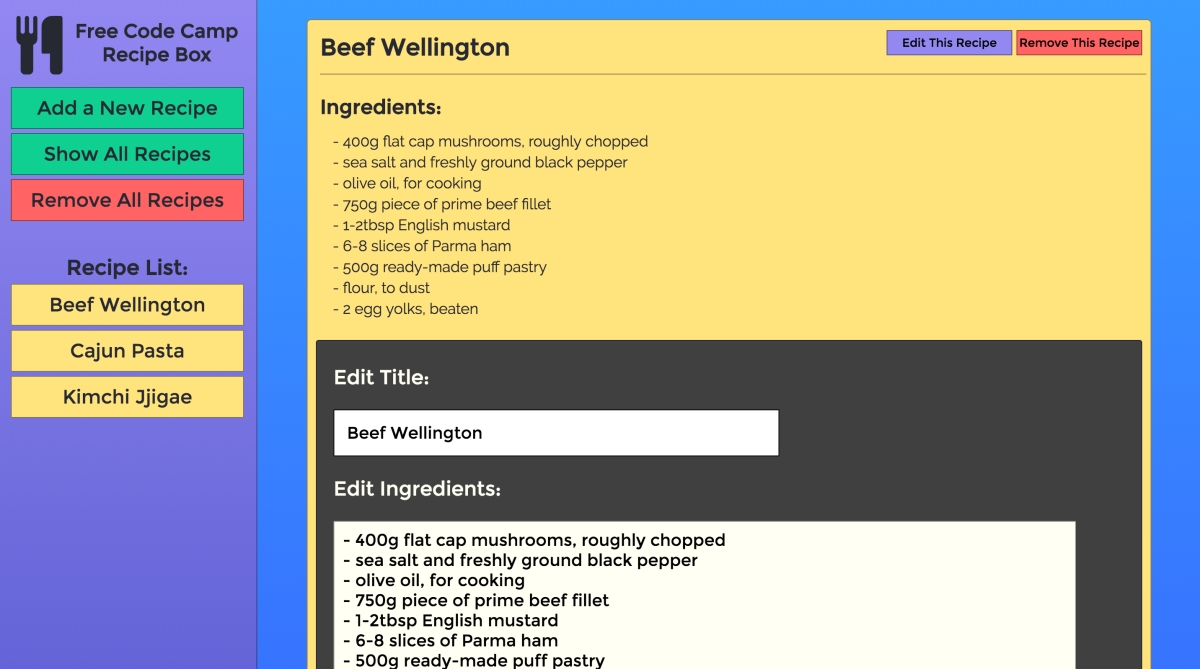 Free Code Camp
Recipe Box
Add a New Recipe
Show All Recipes
Remove All Recipes
Recipe List:
Beef Wellington
Cajun Pasta
Kimchi Jjigae
Beef Wellington
Edit This Recipe
Remove This Recipe
Ingredients:
- 400g flat cap mushrooms, roughly chopped
- sea salt and freshly ground black pepper
- olive oil, for cooking
- 750g piece of prime beef fillet
- 1-2tbsp English mustard
- 6-8 slices of Parma ham
- 500g ready-made puff pastry
- flour, to dust
- 2 egg yolks, beaten
Edit Title:
Beef Wellington
Edit Ingredients:
- 400g flat cap mushrooms, roughly chopped
- sea salt and freshly ground black pepper
- olive oil, for cooking
- 750g piece of prime beef fillet
- 1-2tbsp English mustard
- 6-8 slices of Parma ham
- 500g ready-made puff pastry